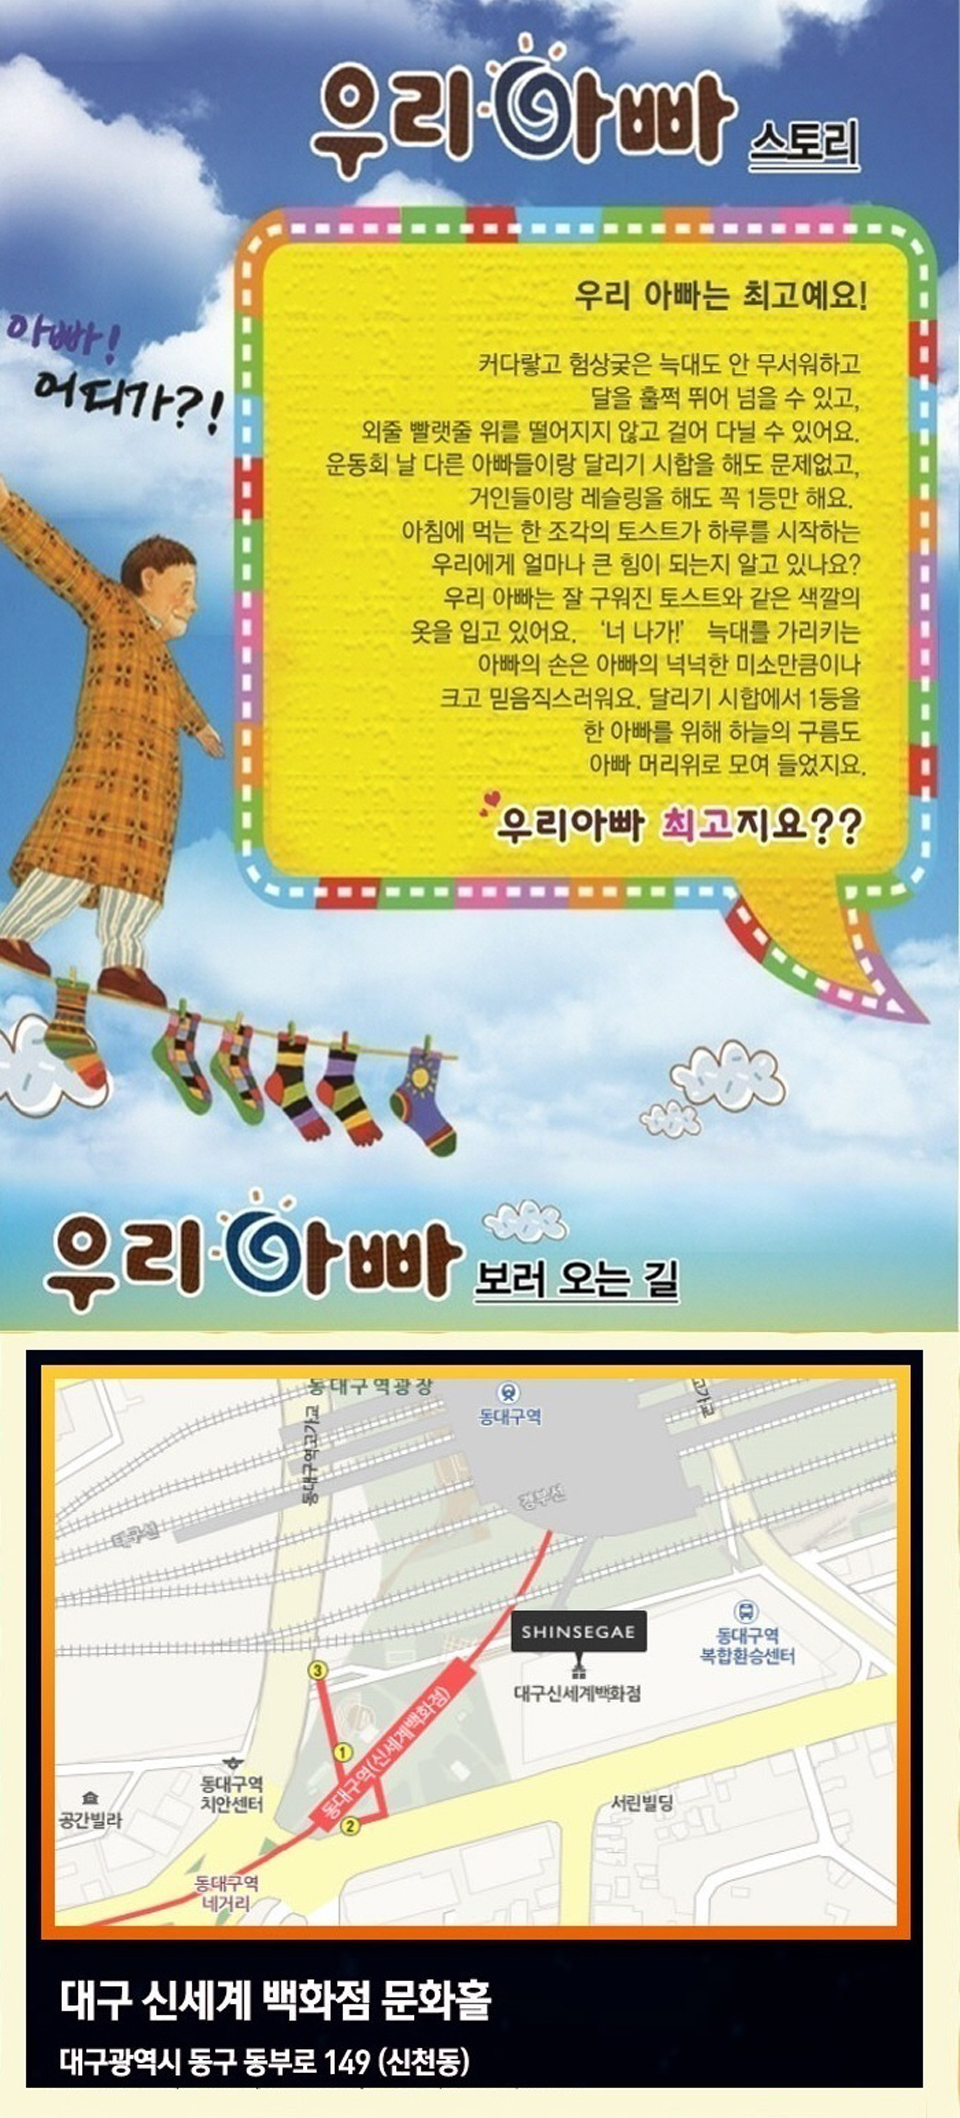 우리 아빠 스토리
아빠!
어디가?!
우리 아빠는 최고예요!
커다랗고 험상궂은 늑대도 안 무서워하고
달을 훌쩍 뛰어 넘을 수 있고,
외줄 빨랫줄 위를 떨어지지 않고 걸어 다닐 수 있어요.
운동회 날 다른 아빠들이랑 달리기 시합을 해도 문제없고,
거인들이랑 레슬링을 해도 꼭 1등만 해요.
아침에 먹는 한 조각의 토스트가 하루를 시작하는
우리에게 얼마나 큰 힘이 되는지 알고 있나요?
우리 아빠는 잘 구워진 토스트와 같은 색깔의
옷을 입고 있어요. '너 나가!' 늑대를 가리키는
아빠의 손은 아빠의 넉넉한 미소만큼이나
크고 믿음직스러워요. 달리기 시합에서 1등을
한 아빠를 위해 하늘의 구름도
아빠 머리위로 모여 들었지요.
우리아빠 최고지요??
우리 아빠 보러 오는 길
동대구역광장
동대구역
동대구역고가교
고가교
경부선
대구선
SHINSEGAE
대구신세계백화점
동대구역
복합환승센터
3
1
동대구역(신세계백화점)
2
동대구역
치안센터
공간빌라
서린빌딩
동대구역
네거리
대구 신세계 백화점 문화홀
대구광역시 동구 동부로 149 (신천동)